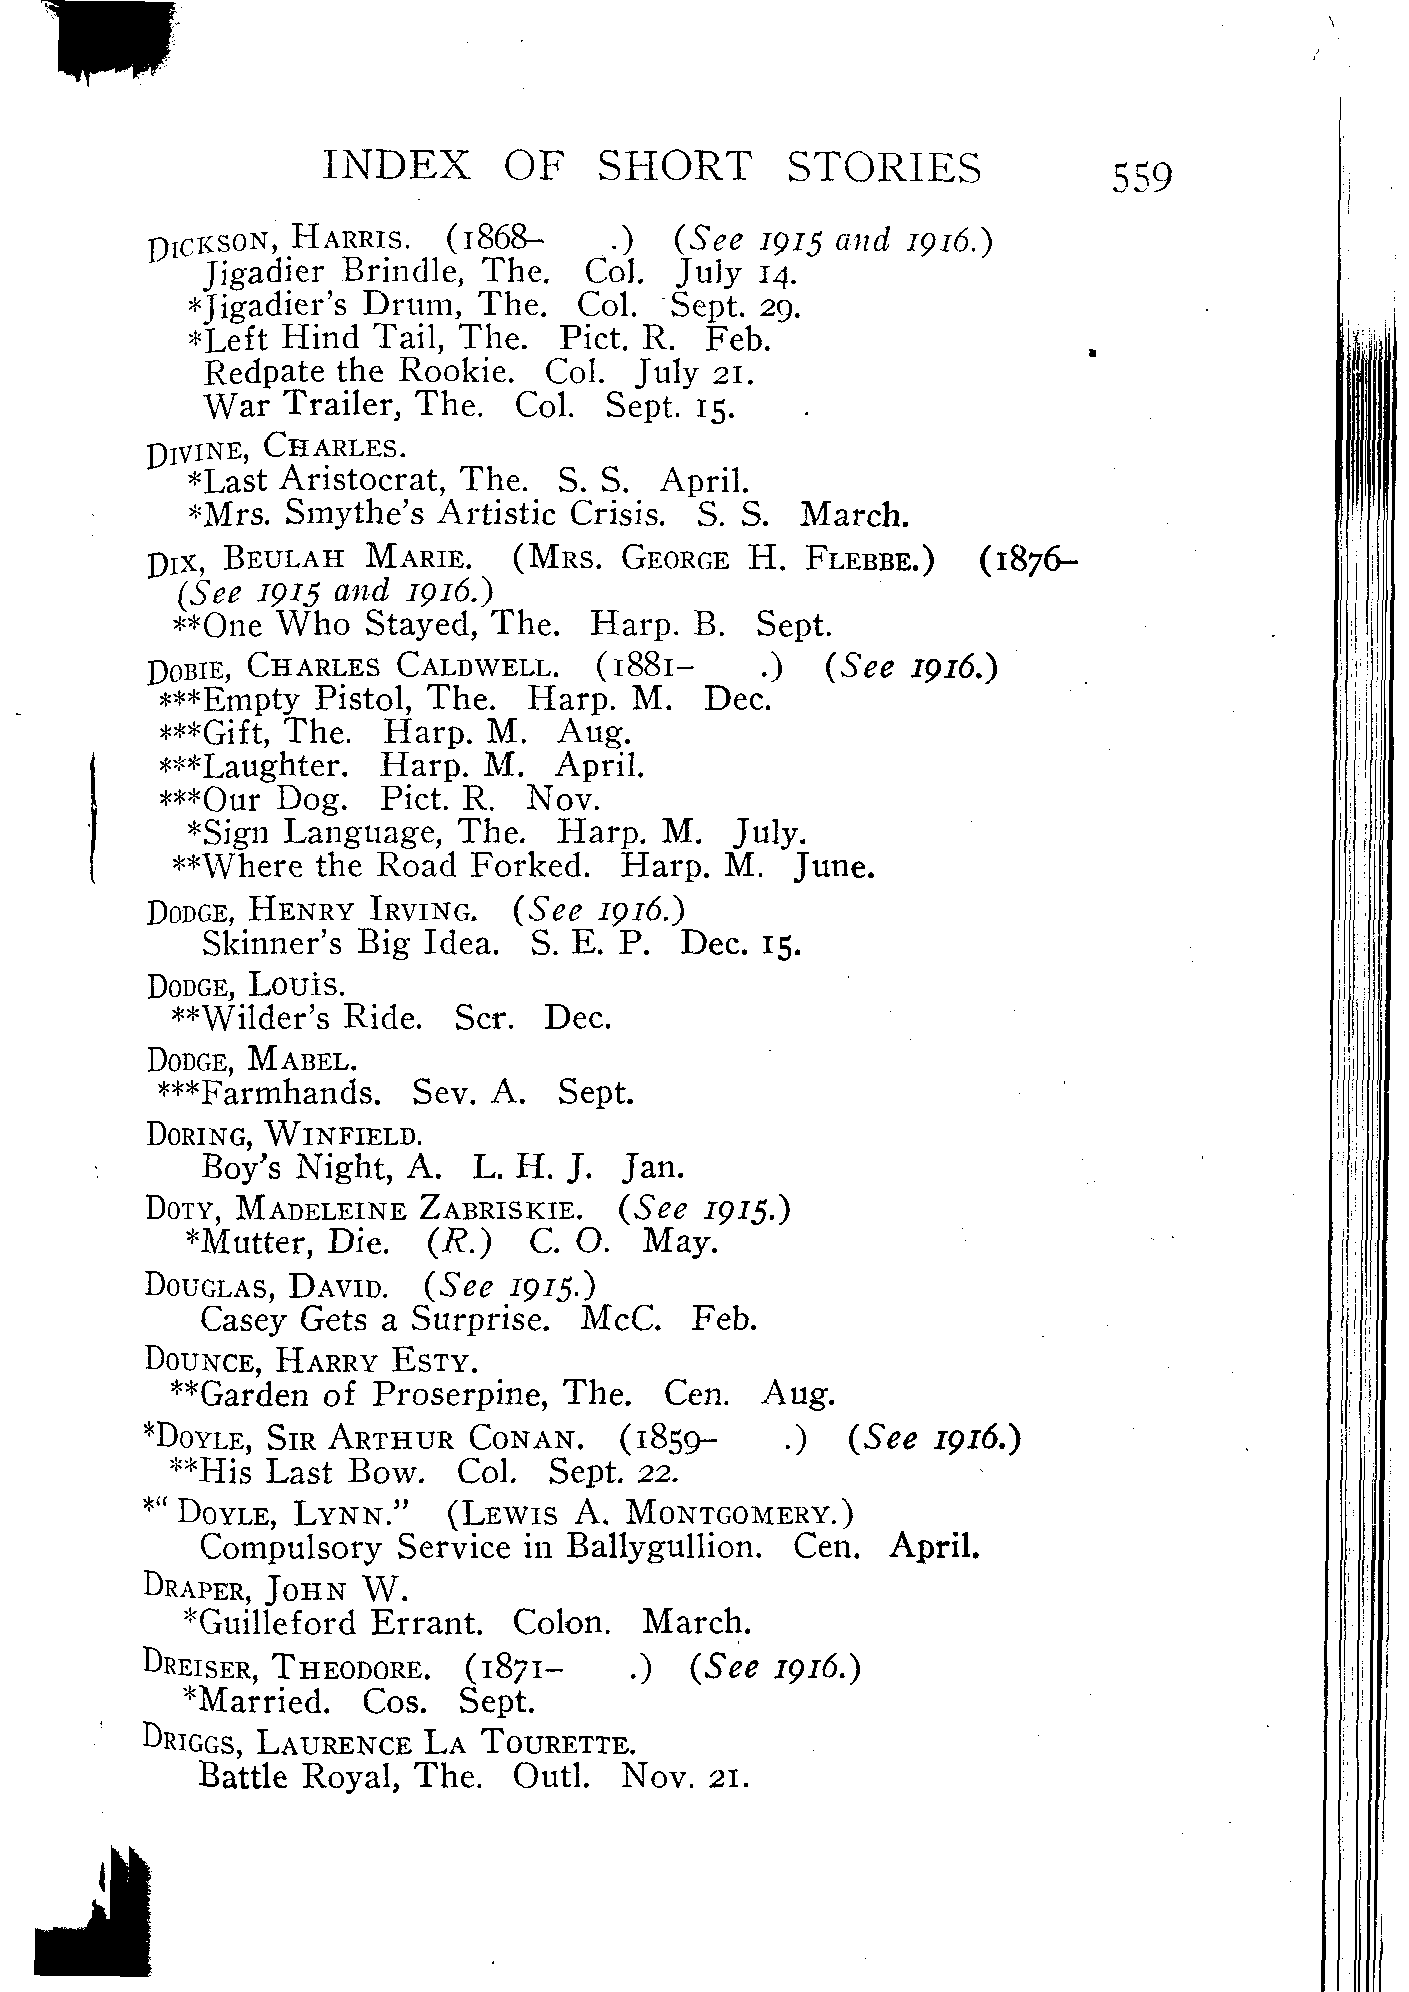 INDEX OF SHORT STORIES 559
DICKSON, HARRIS. (1868– .) (See 1915 and 1916.)
Jigadier Brindle, The. Col. July 14.
*Jigadier's Drum, The. Col. Sept. 29.
*Left Hind Tail, The. Pict. R. Feb.
Redpate the Rookie. Col. July 21.
War Trailer, The. Col. Sept. 15.
DIVINE, CHARLES.
*Last Aristocrat, The. S. S. April.
*Mrs. Smythe's Artistic Crisis. S. S. March.
DIX, BEULAH MARIE. (MRS. GEORGE H. FLEBBE.) (1876–
(See 1915 and 1916.)
**One Who Stayed, The. Harp. B. Sept.
DOBIE, CHARLES CALDWELL. (1881– .) (See 1916.)
***Empty Pistol, The. Harp. M. Dec.
***Gift, The. Harp. M. Aug.
***Laughter. Harp. M. April.
***Our Dog. Pict. R. Nov.
*Sign Language, The. Harp. M. July.
**Where the Road Forked. Harp. M. June.
DODGE, HENRY IRVING. (See 1916.)
Skinner's Big Idea. S. E. P. Dec. 15.
DODGE, LOUIS.
**Wilder's Ride. Scr. Dec.
DODGE, MABEL.
***Farmhands. Sev. A. Sept.
DORING, WINFIELD.
Boy's Night, A. L. H. J. Jan.
DOTY, MADELEINE ZABRISKIE. (See 1915.)
*Mutter, Die. (R.) C. O. May.
DOUGLAS, DAVID. (See 1915.)
Casey Gets a Surprise. McC. Feb.
DOUNCE, HARRY ESTY.
**Garden of Proserpine, The. Cen. Aug.
*DOYLE, SIR ARTHUR CONAN. (1859– .) (See 1916.)
**His Last Bow. Col. Sept. 22.
*" DOYLE, LYNN." (LEWIS A. MONTGOMERY.)
Compulsory Service in Ballygullion. Cen. April.
DRAPER, JOHN W.
*Guilleford Errant. Colon. March.
DREISER, THEODORE. (1871– .) (See 1916.)
*Married. Cos. Sept.
DRIGGS, LAURENCE LA TOURETTE.
Battle Royal, The. Outl. Nov. 21.